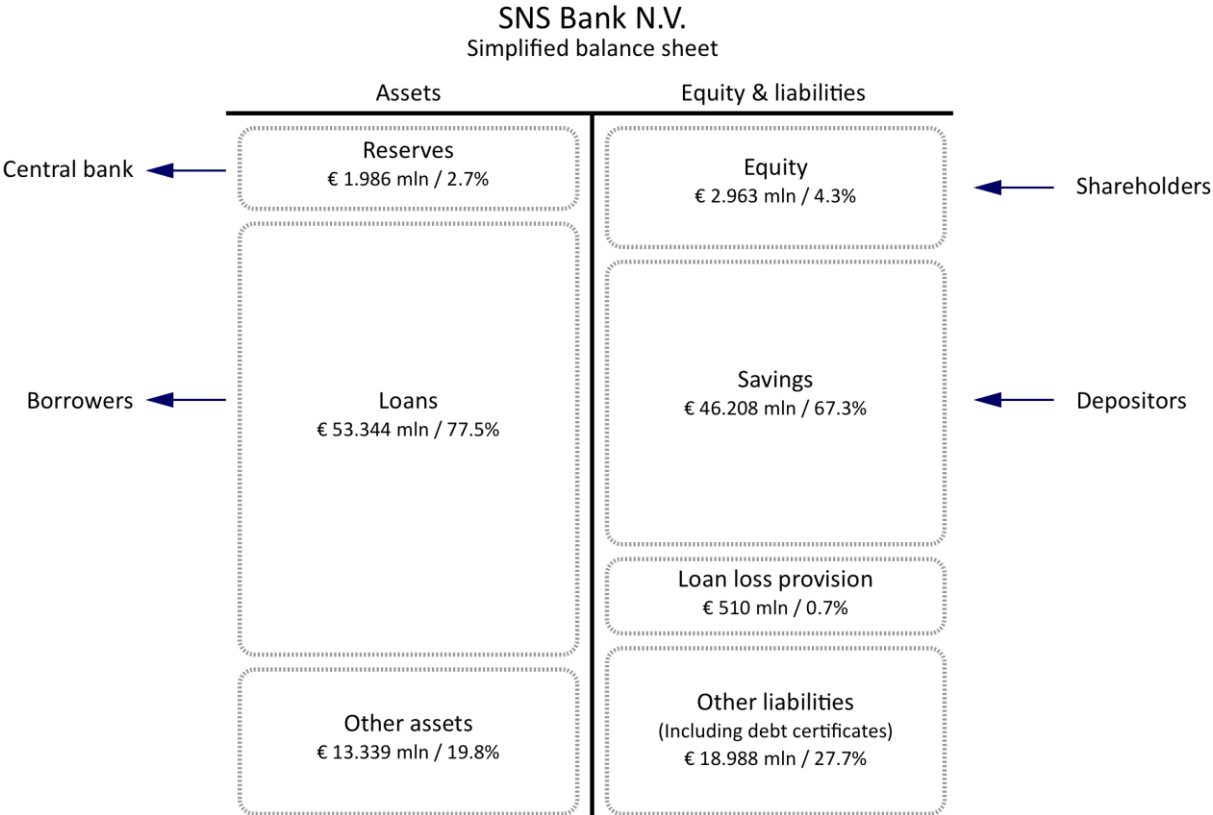 SNS Bank N.V.
Simplified balance sheet
Assets
Equity & liabilities
Central bank
Reserves
€ 1.986 mln / 2.7%
Equity
€ 2.963 mln / 4.3%
Shareholders
Borrowers
Loans
€ 53.344 mln / 77.5%
Savings
€ 46.208 mln / 67.3%
Depositors
Loan loss provision
€ 510 mln / 0.7%
Other assets
€ 13.339 mln / 19.8%
Other liabilities
(Including debt certificates)
€ 18.988 mln / 27.7%